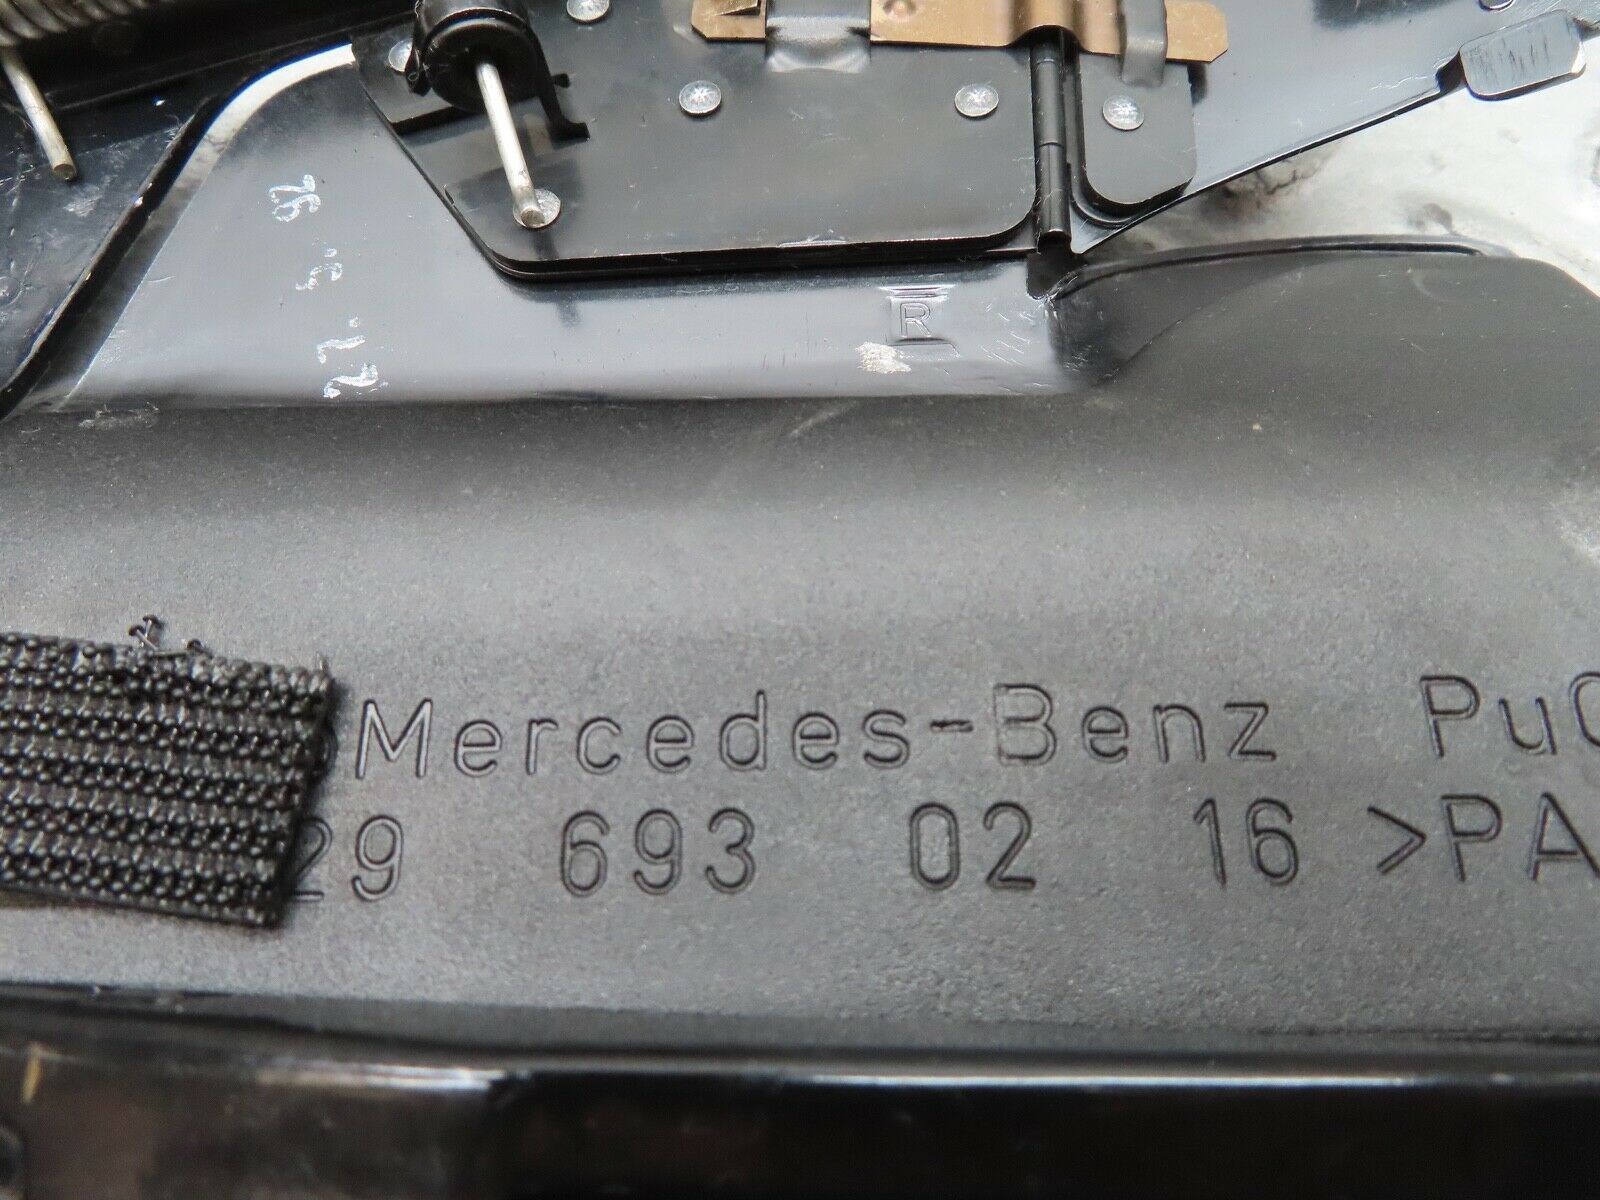 R
Mercedes-Benz PuC
29 693 02 16 >PA